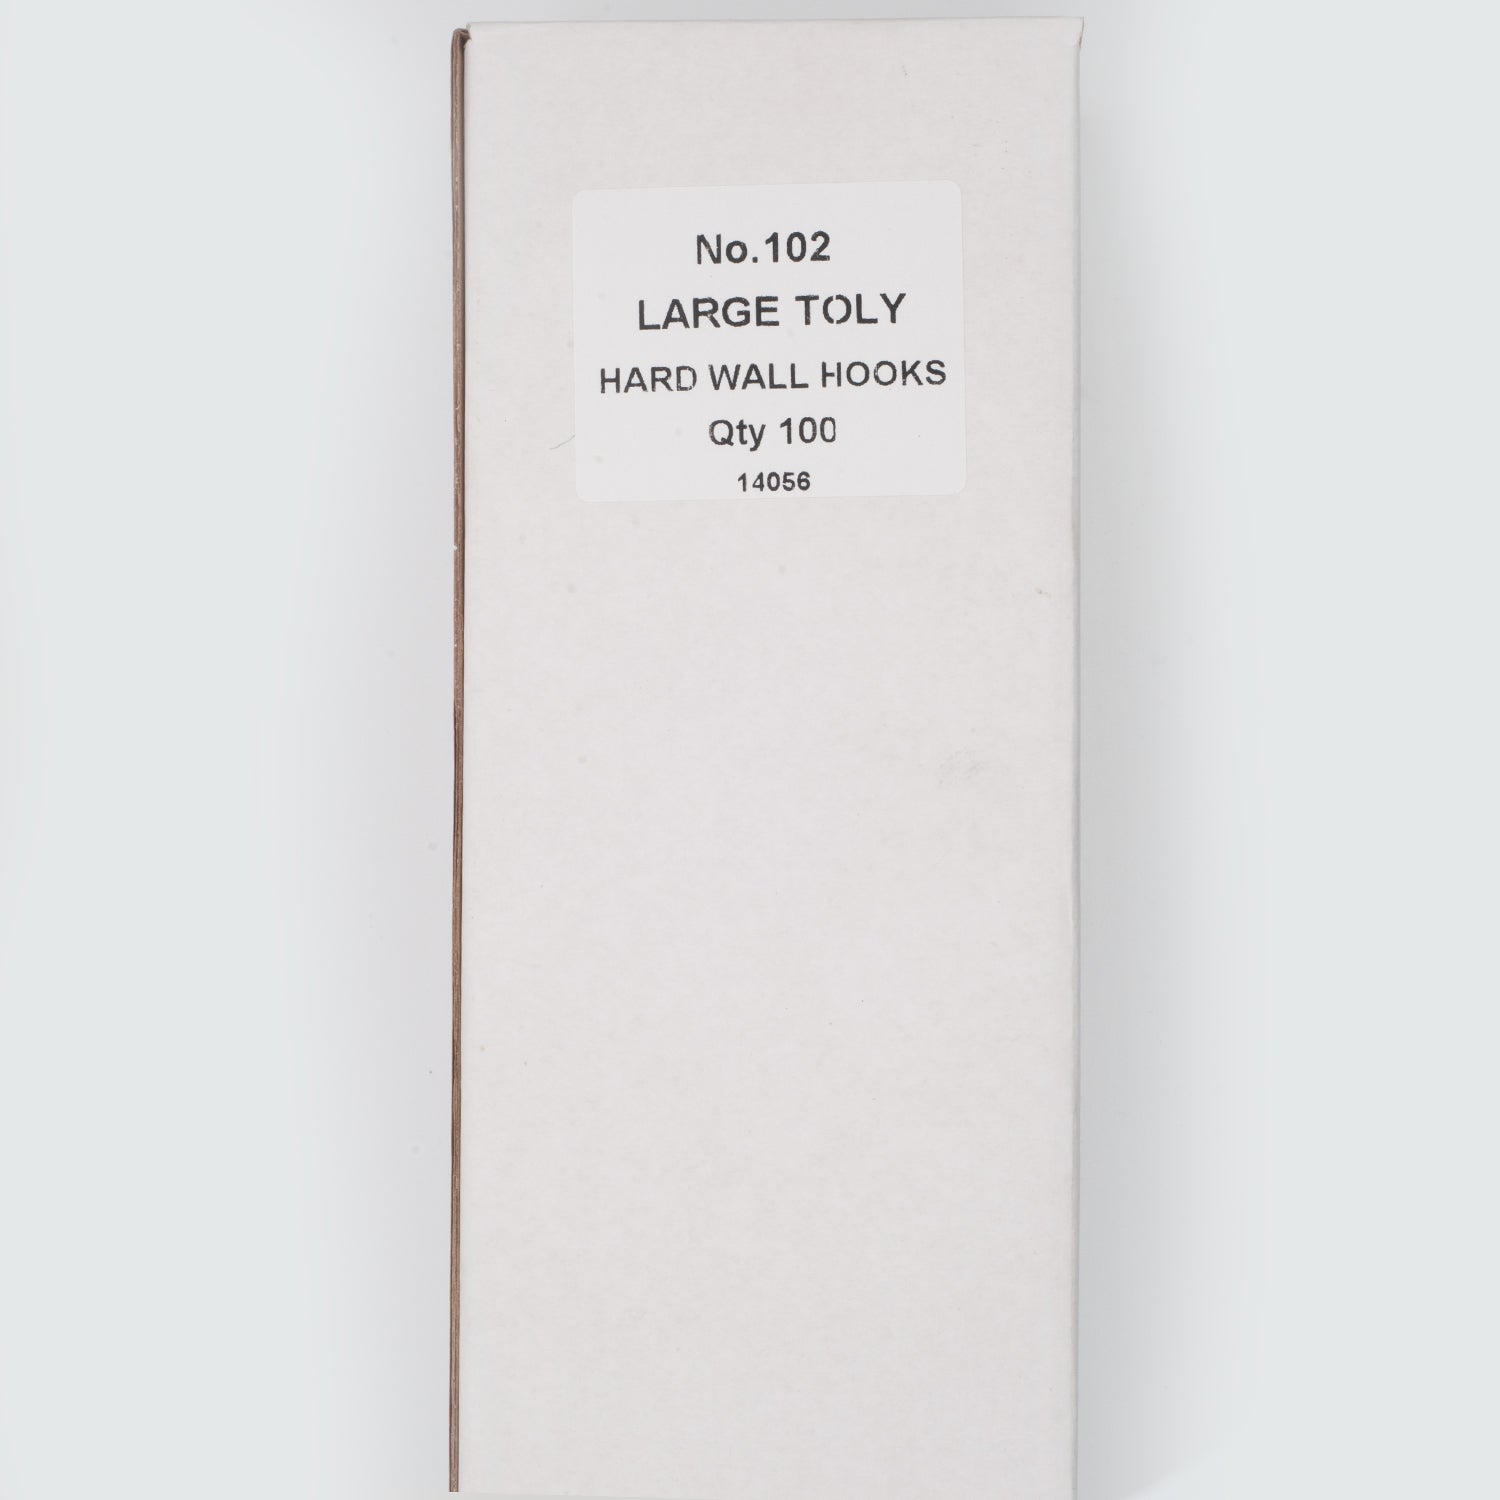 No.102
LARGE TOLY
HARD WALL HOOKS
Qty 100
14056